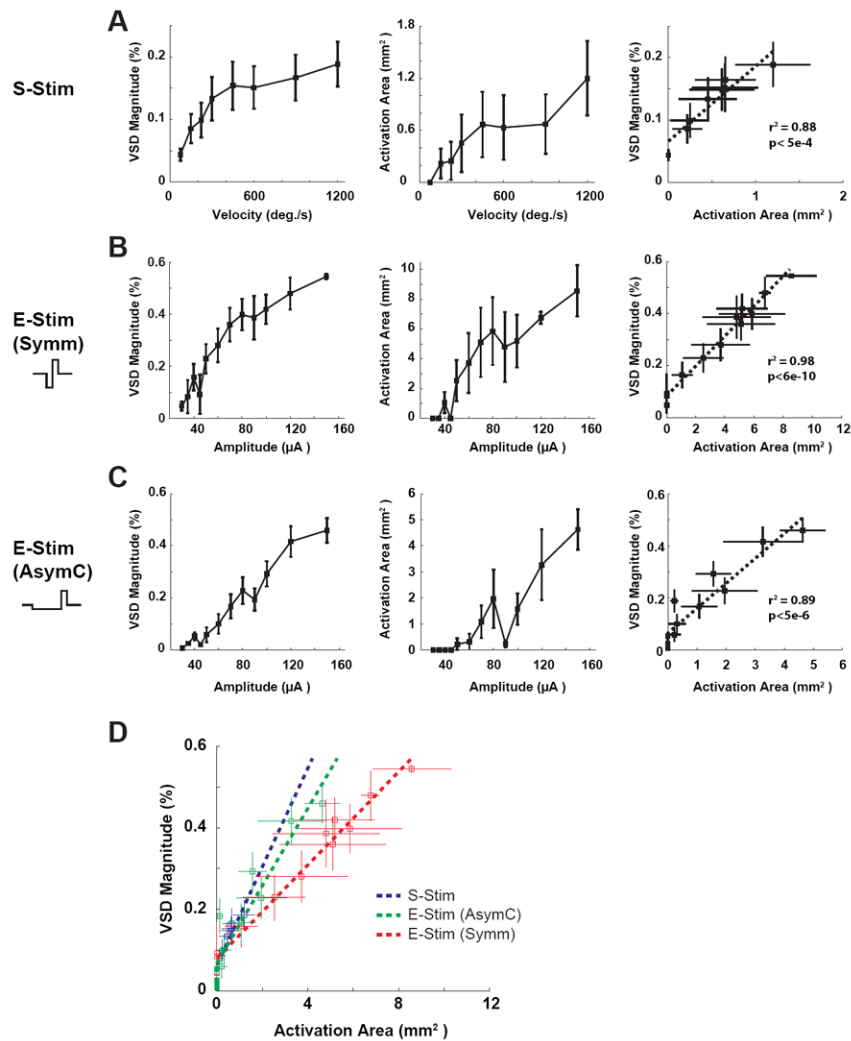 A
S-Stim
VSD Magnitude (%)
0.2
0.1
0
0
600
1200
Velocity (deg./s)
Activation Area (mm²)
1.8
1.2
0.6
0
0
600
1200
Velocity (deg./s)
VSD Magnitude (%)
0.2
0.1
0
r² = 0.88
p< 5e-4
0
1
2
Activation Area (mm²)
B
E-Stim
(Symm)
VSD Magnitude (%)
0.6
0.4
0.2
0
40
80
120
160
Amplitude (µA )
Activation Area (mm²)
10
8
6
4
2
0
40
80
120
160
Amplitude (µA )
VSD Magnitude (%)
0.6
0.4
0.2
0
r² = 0.98
p<6e-10
0
2
4
6
8
10
12
Activation Area (mm²)
C
E-Stim
(AsymC)
VSD Magnitude (%)
0.6
0.4
0.2
0
40
80
120
160
Amplitude (µA )
Activation Area (mm²)
6
5
4
3
2
1
0
40
80
120
160
Amplitude (µA )
VSD Magnitude (%)
0.6
0.4
0.2
0
r² = 0.89
p<5e-6
0
1
2
3
4
5
6
Activation Area (mm²)
D
VSD Magnitude (%)
0.6
0.4
0.2
0
S-Stim
E-Stim (AsymC)
E-Stim (Symm)
0
4
8
12
Activation Area (mm²)